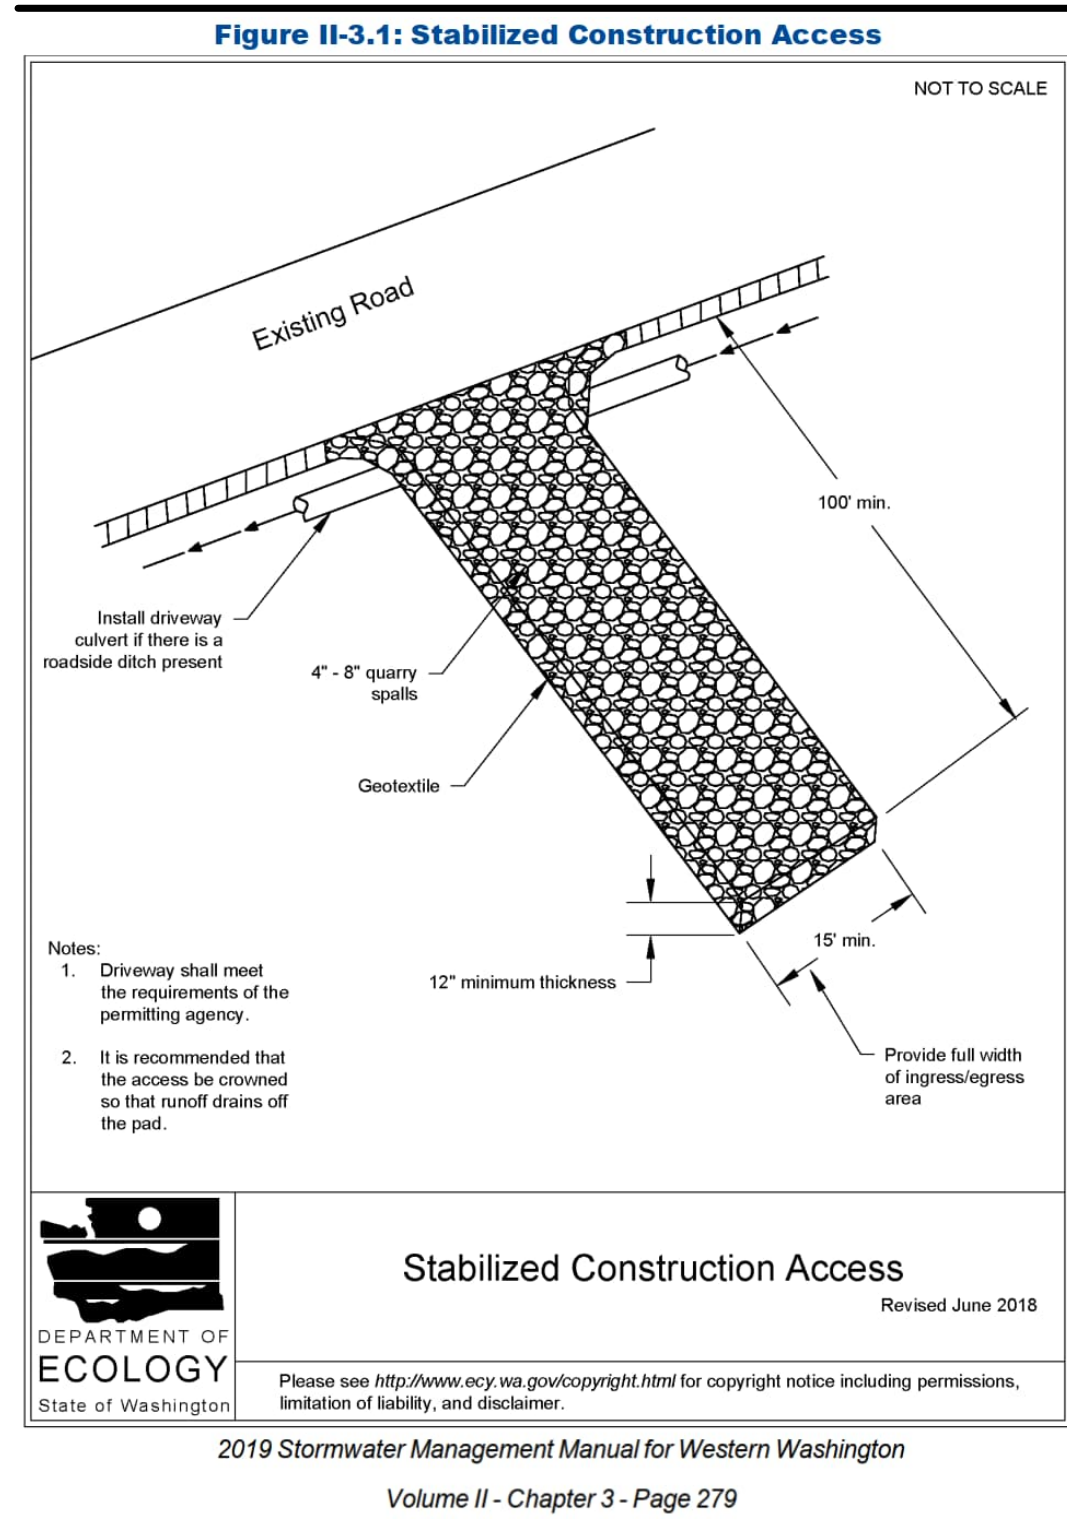 Figure II-3.1: Stabilized Construction Access
NOT TO SCALE
Existing Road
100' min.
Install driveway
culvert if there is a
roadside ditch present
4" - 8" quarry
spalls
Geotextile
15' min.
12" minimum thickness
Provide full width
of ingress/egress
area
Notes:
1. Driveway shall meet
the requirements of the
permitting agency.
2. It is recommended that
the access be crowned
so that runoff drains off
the pad.
DEPARTMENT OF
ECOLOGY
State of Washington
Stabilized Construction Access
Revised June 2018
Please see http://www.ecy.wa.gov/copyright.html for copyright notice including permissions,
limitation of liability, and disclaimer.
2019 Stormwater Management Manual for Western Washington
Volume II - Chapter 3 - Page 279